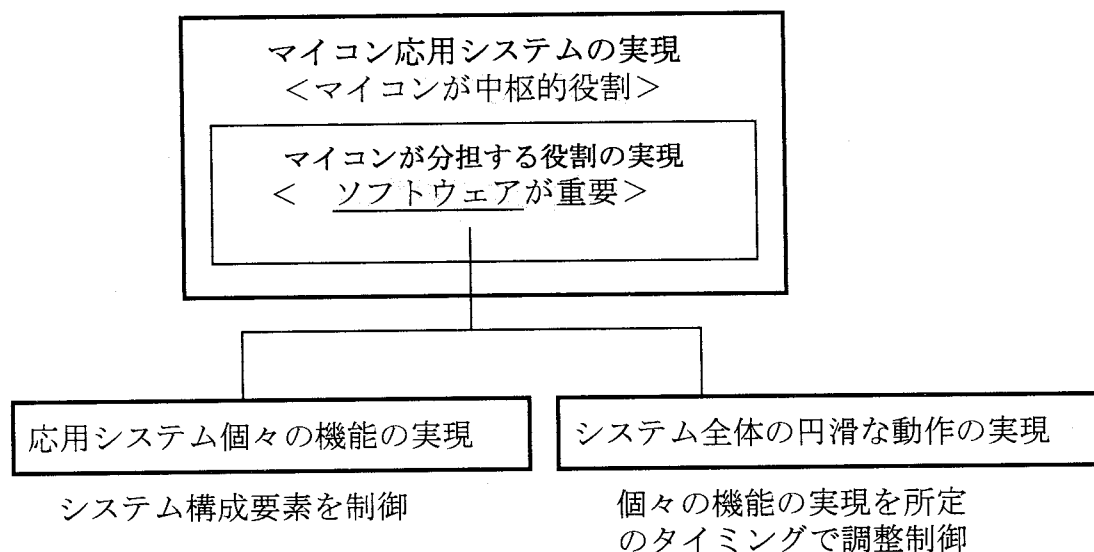 マイコン応用システムの実現
＜マイコンが中枢的役割＞
マイコンが分担する役割の実現
＜ ソフトウェアが重要＞
応用システム個々の機能の実現
システム全体の円滑な動作の実現
システム構成要素を制御
個々の機能の実現を所定
のタイミングで調整制御